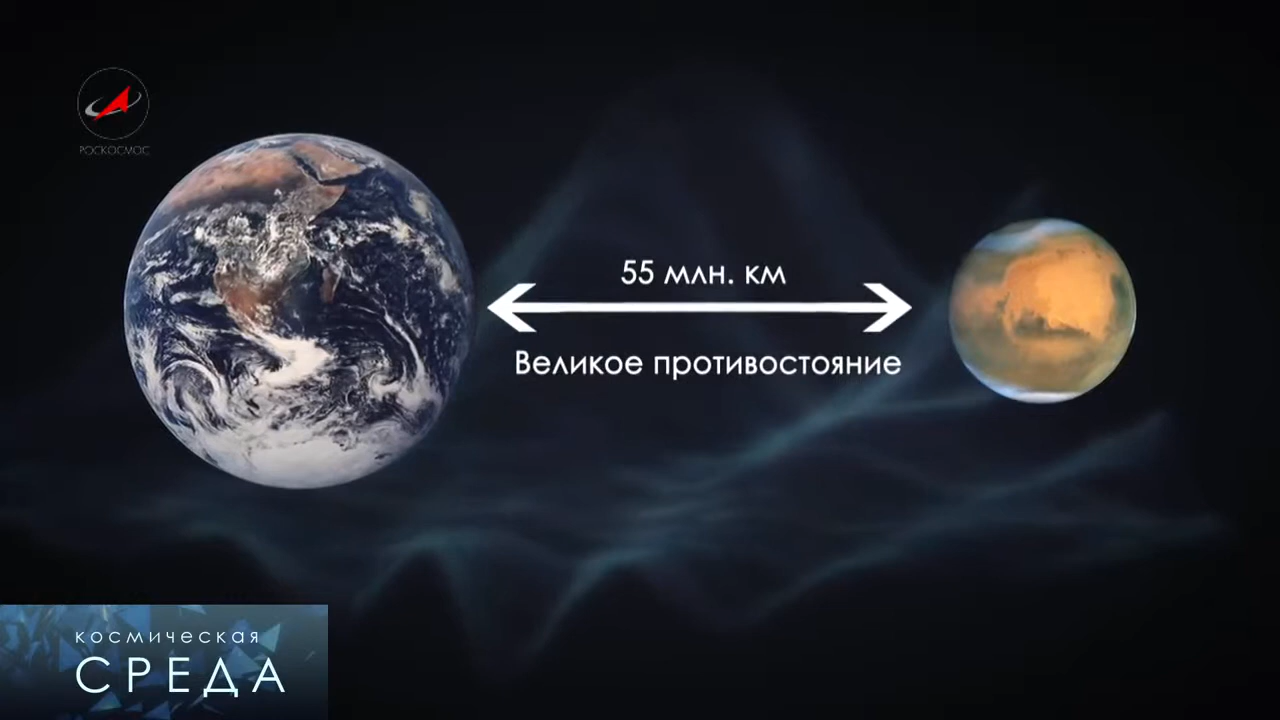 РОСКОСМОС
55 млн. км
Великое противостояние
космическая
СРЕДА